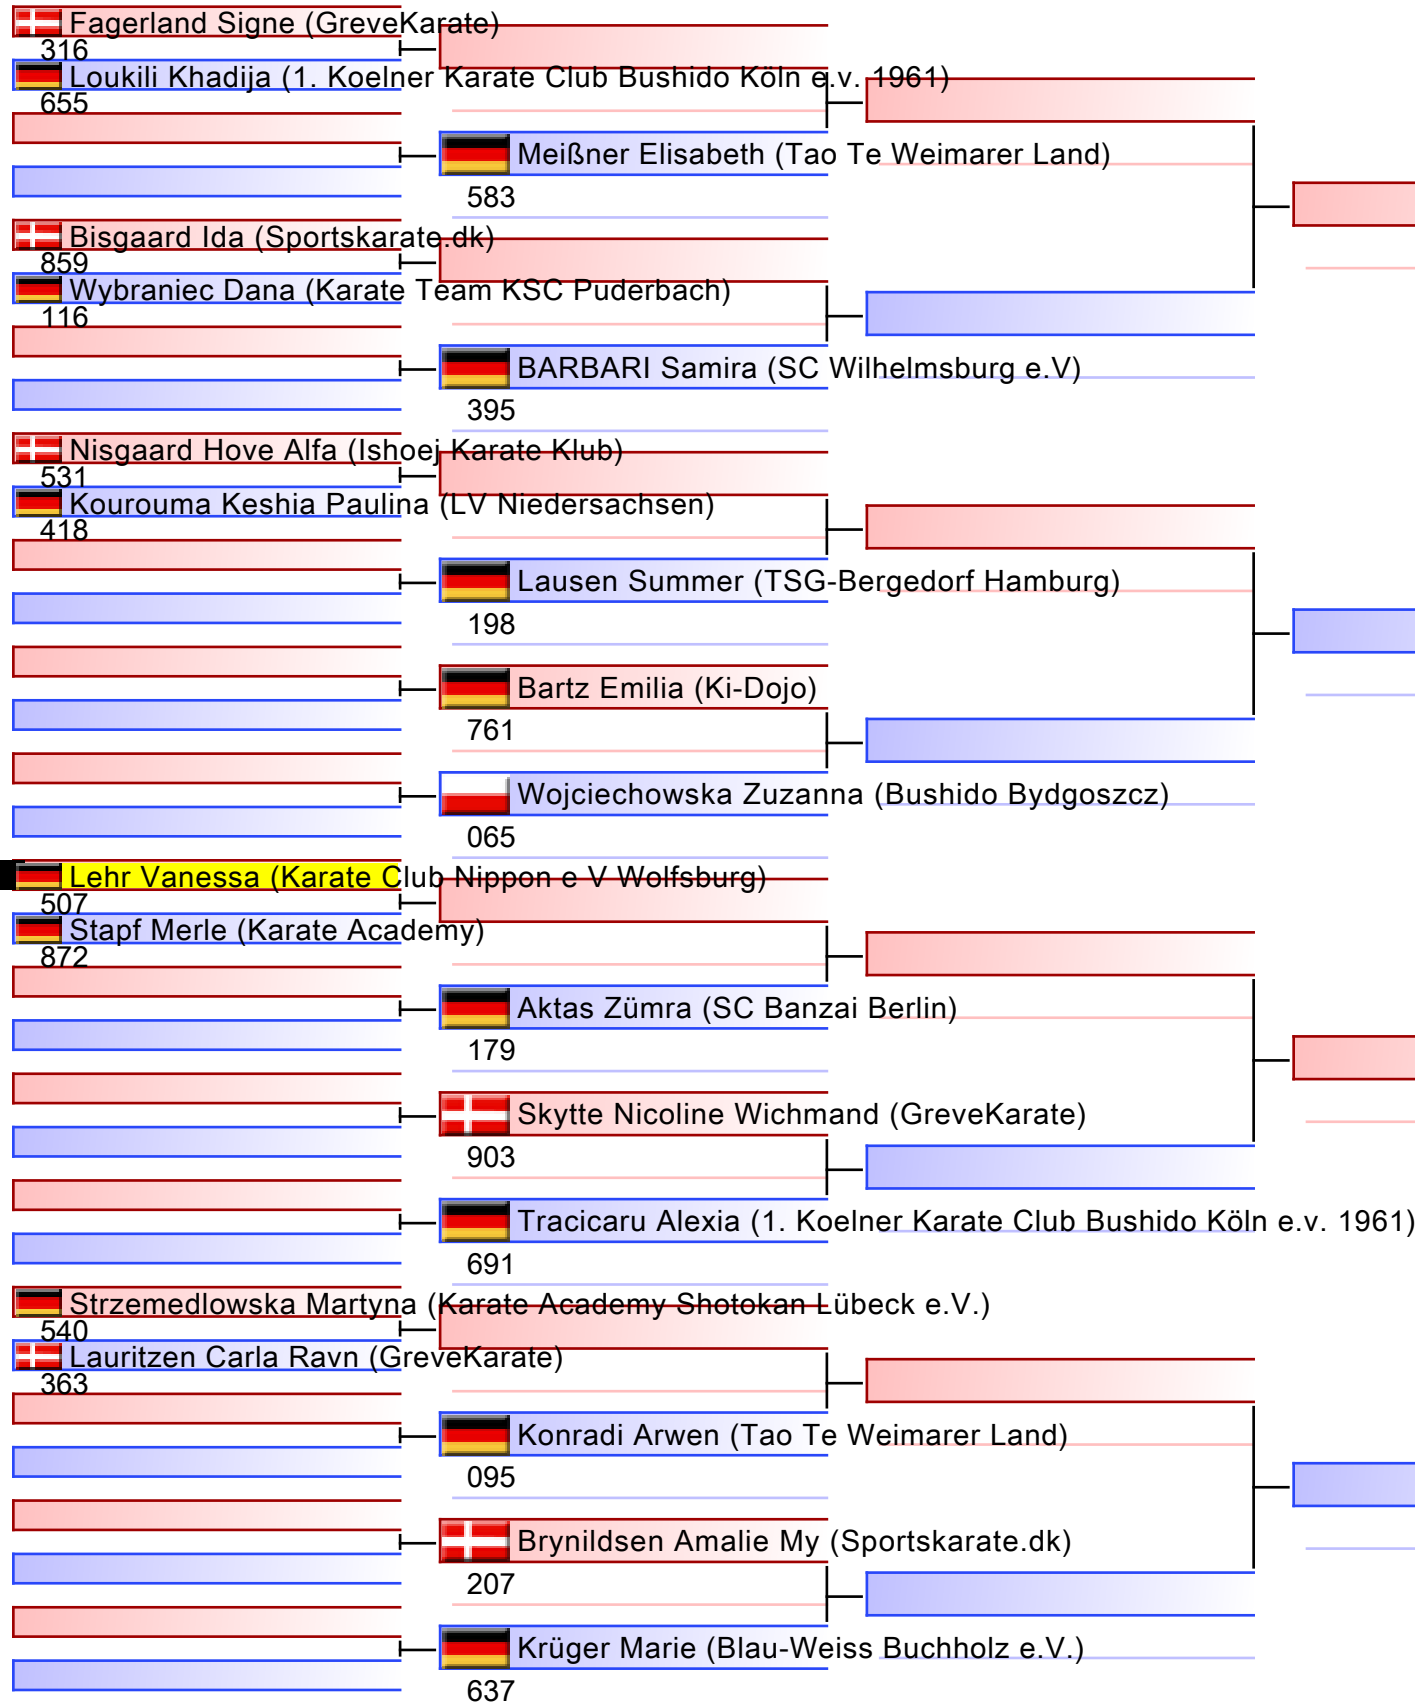 Fagerland Signe (GreveKarate)
316
Loukili Khadija (1. Koelner Karate Club Bushido Köln e.v. 1961)
655
Meißner Elisabeth (Tao Te Weimarer Land)
583
Bisgaard Ida (Sportskarate.dk)
859
Wybraniec Dana (Karate Team KSC Puderbach)
116
BARBARI Samira (SC Wilhelmsburg e.V)
395
Nisgaard Hove Alfa (Ishoej Karate Klub)
531
Kourouma Keshia Paulina (LV Niedersachsen)
418
Lausen Summer (TSG-Bergedorf Hamburg)
198
Bartz Emilia (Ki-Dojo)
761
Wojciechowska Zuzanna (Bushido Bydgoszcz)
065
Lehr Vanessa (Karate Club Nippon e V Wolfsburg)
507
Stapf Merle (Karate Academy)
872
Aktas Zümra (SC Banzai Berlin)
179
Skytte Nicoline Wichmand (GreveKarate)
903
Tracicaru Alexia (1. Koelner Karate Club Bushido Köln e.v. 1961)
691
Strzemedlowska Martyna (Karate Academy Shotokan Lübeck e.V.)
540
Lauritzen Carla Ravn (GreveKarate)
363
Konradi Arwen (Tao Te Weimarer Land)
095
Brynildsen Amalie My (Sportskarate.dk)
207
Krüger Marie (Blau-Weiss Buchholz e.V.)
637